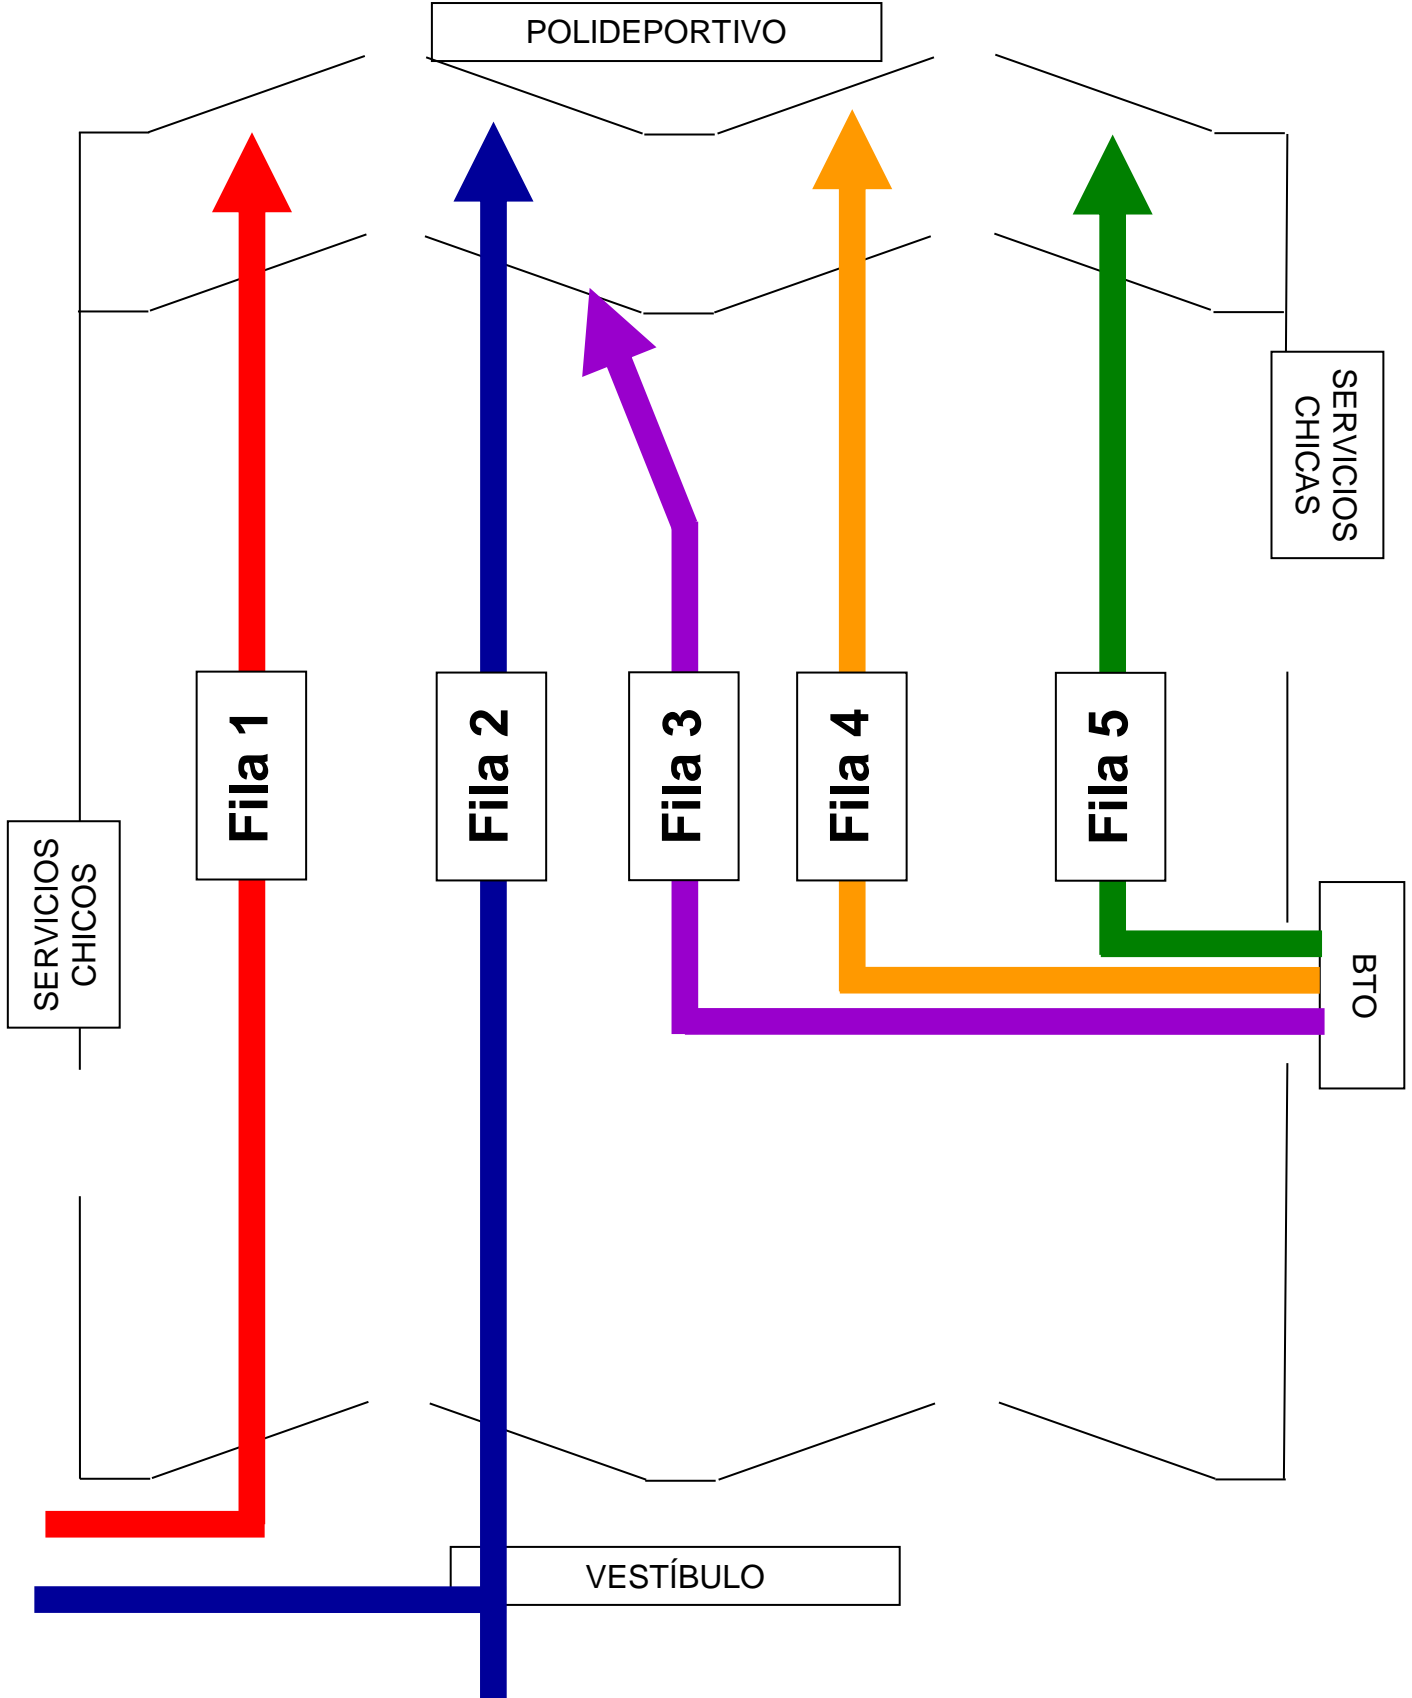 POLIDEPORTIVO
SERVICIOS
CHICAS
Fila 1
Fila 2
Fila 3
Fila 4
Fila 5
SERVICIOS
CHICOS
BTO
VESTÍBULO